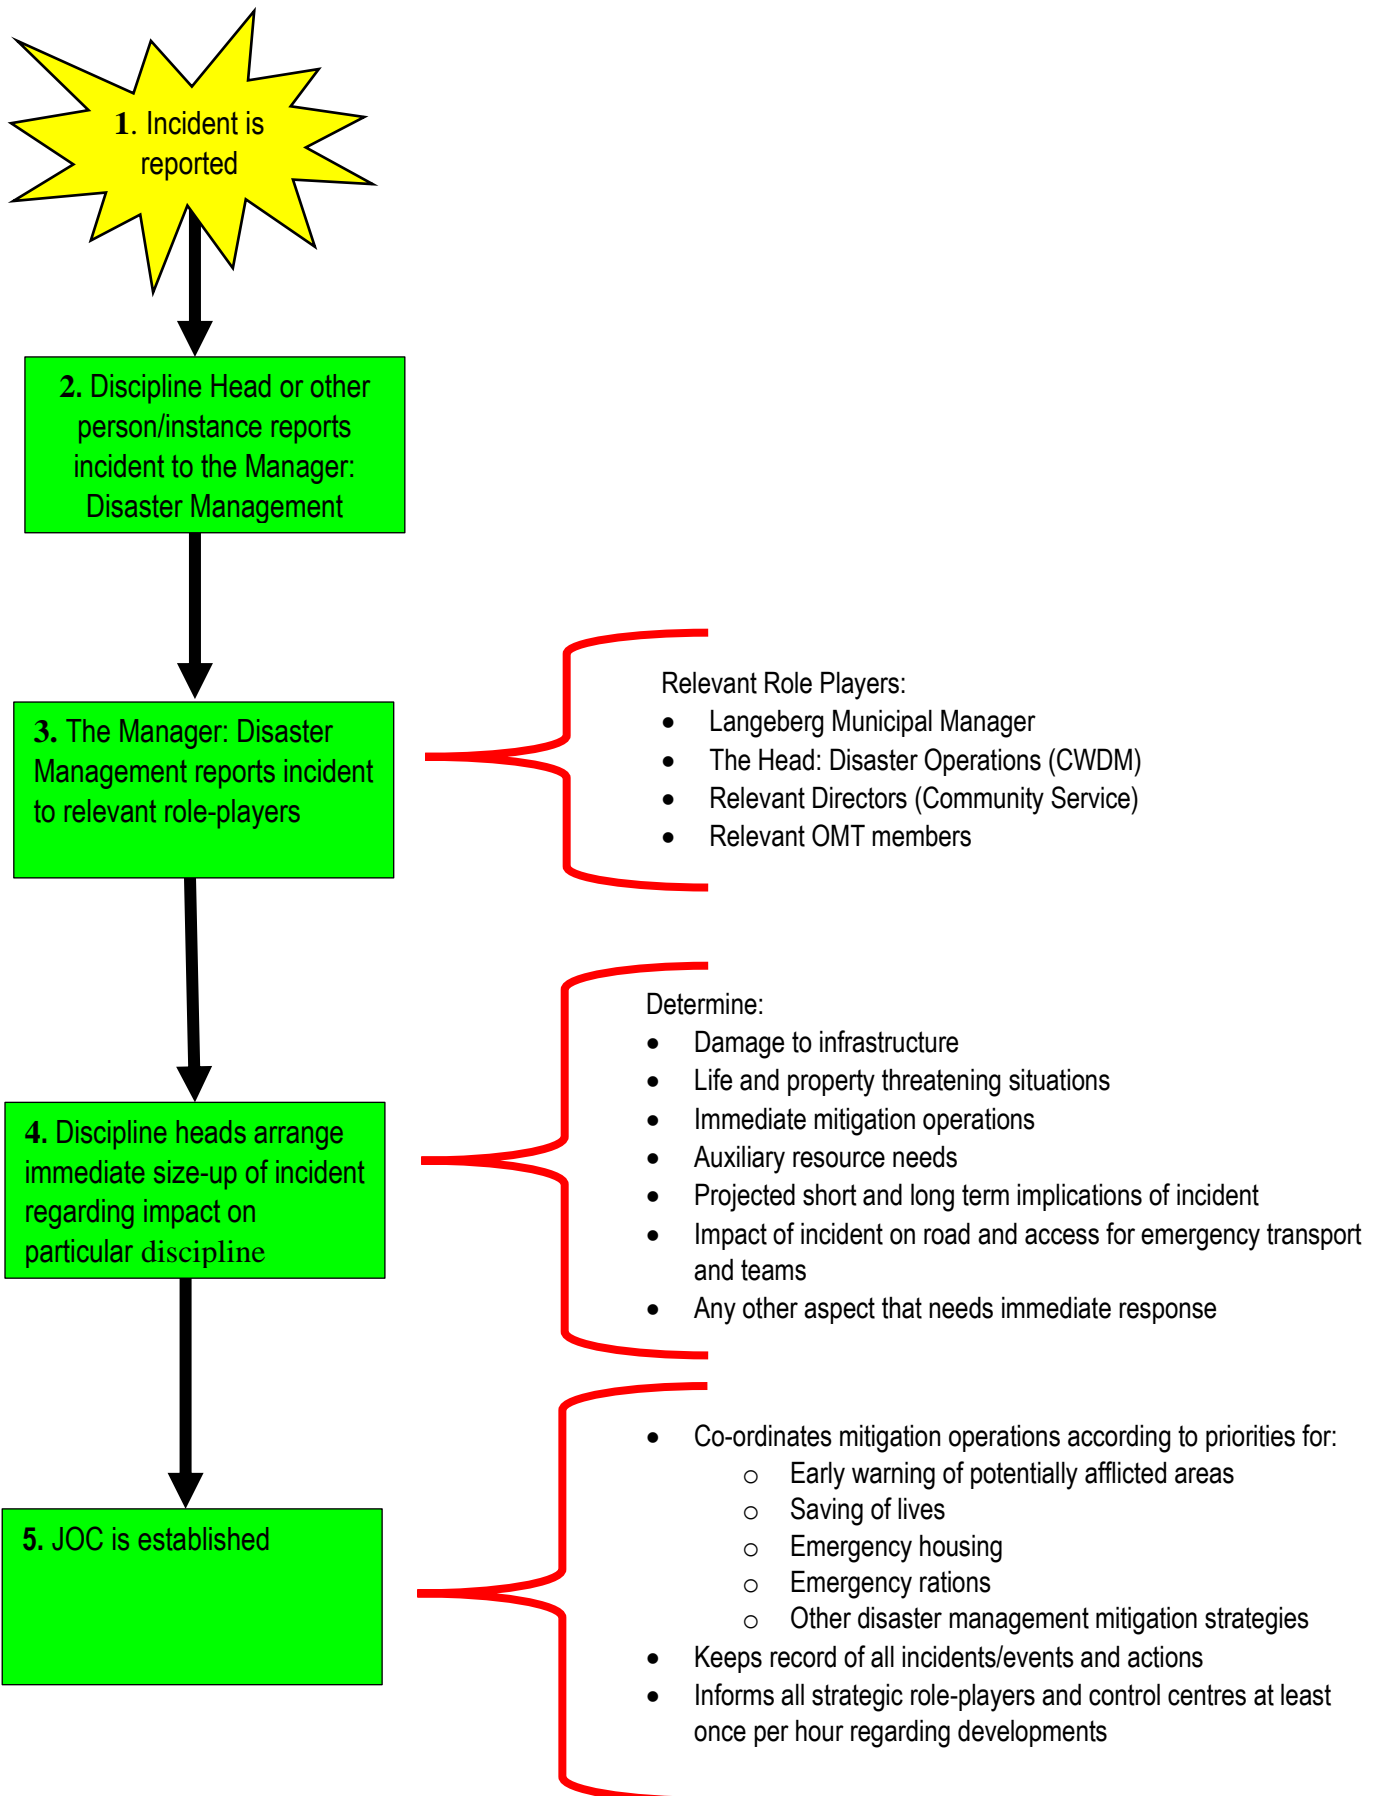 1. Incident is
reported
2. Discipline Head or other
person/instance reports
incident to the Manager:
Disaster Management
3. The Manager: Disaster
Management reports incident
to relevant role-players
Relevant Role Players:
• Langeberg Municipal Manager
• The Head: Disaster Operations (CWDM)
• Relevant Directors (Community Service)
• Relevant OMT members
4. Discipline heads arrange
immediate size-up of incident
regarding impact on
particular discipline
Determine:
• Damage to infrastructure
• Life and property threatening situations
• Immediate mitigation operations
• Auxiliary resource needs
• Projected short and long term implications of incident
• Impact of incident on road and access for emergency transport
and teams
• Any other aspect that needs immediate response
5. JOC is established
• Co-ordinates mitigation operations according to priorities for:
o Early warning of potentially afflicted areas
o Saving of lives
o Emergency housing
o Emergency rations
o Other disaster management mitigation strategies
• Keeps record of all incidents/events and actions
• Informs all strategic role-players and control centres at least
once per hour regarding developments